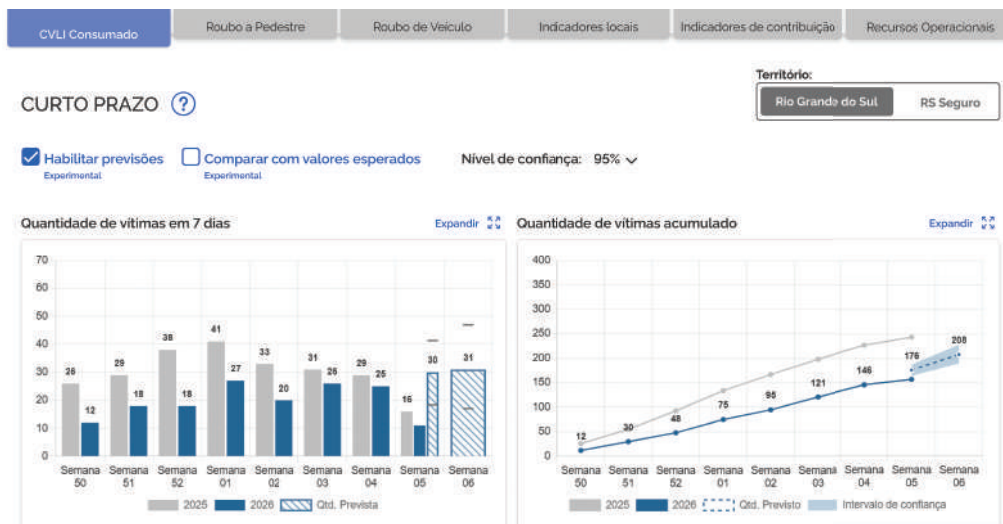 CVLI Consumado
Roubo a Pedestre
Roubo de Veículo
Indicadores locais
Indicadores de contribuição
Recursos Operacionais
Território:
CURTO PRAZO ?
Rio Grande do Sul
RS Seguro
Habilitar previsões
Experimental
Comparar com valores esperados
Experimental
Nível de confiança: 95%
Quantidade de vítimas em 7 dias
Expandir
70
60
50
40
30
20
10
0
26
12
29
18
38
18
41
27
33
20
31
26
29
25
16
30
31
Semana 50
Semana 51
Semana 52
Semana 01
Semana 02
Semana 03
Semana 04
Semana 05
Semana 06
2025
2026
Qtd. Prevista
Quantidade de vítimas acumulado
Expandir
400
350
300
250
200
150
100
50
0
12
30
48
75
95
121
146
176
208
Semana 50
Semana 51
Semana 52
Semana 01
Semana 02
Semana 03
Semana 04
Semana 05
Semana 06
2025
2026
Qtd. Previsto
Intervalo de confiança